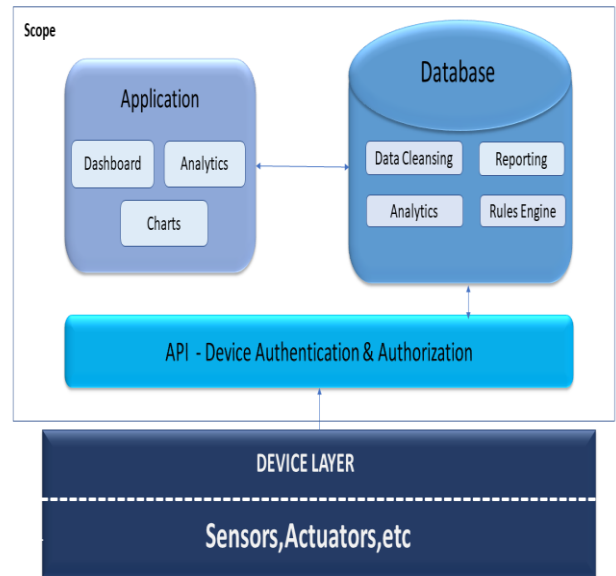 Scope
Application
Dashboard
Analytics
Charts
Database
Data Cleansing
Reporting
Analytics
Rules Engine
API - Device Authentication & Authorization
DEVICE LAYER
Sensors,Actuators,etc